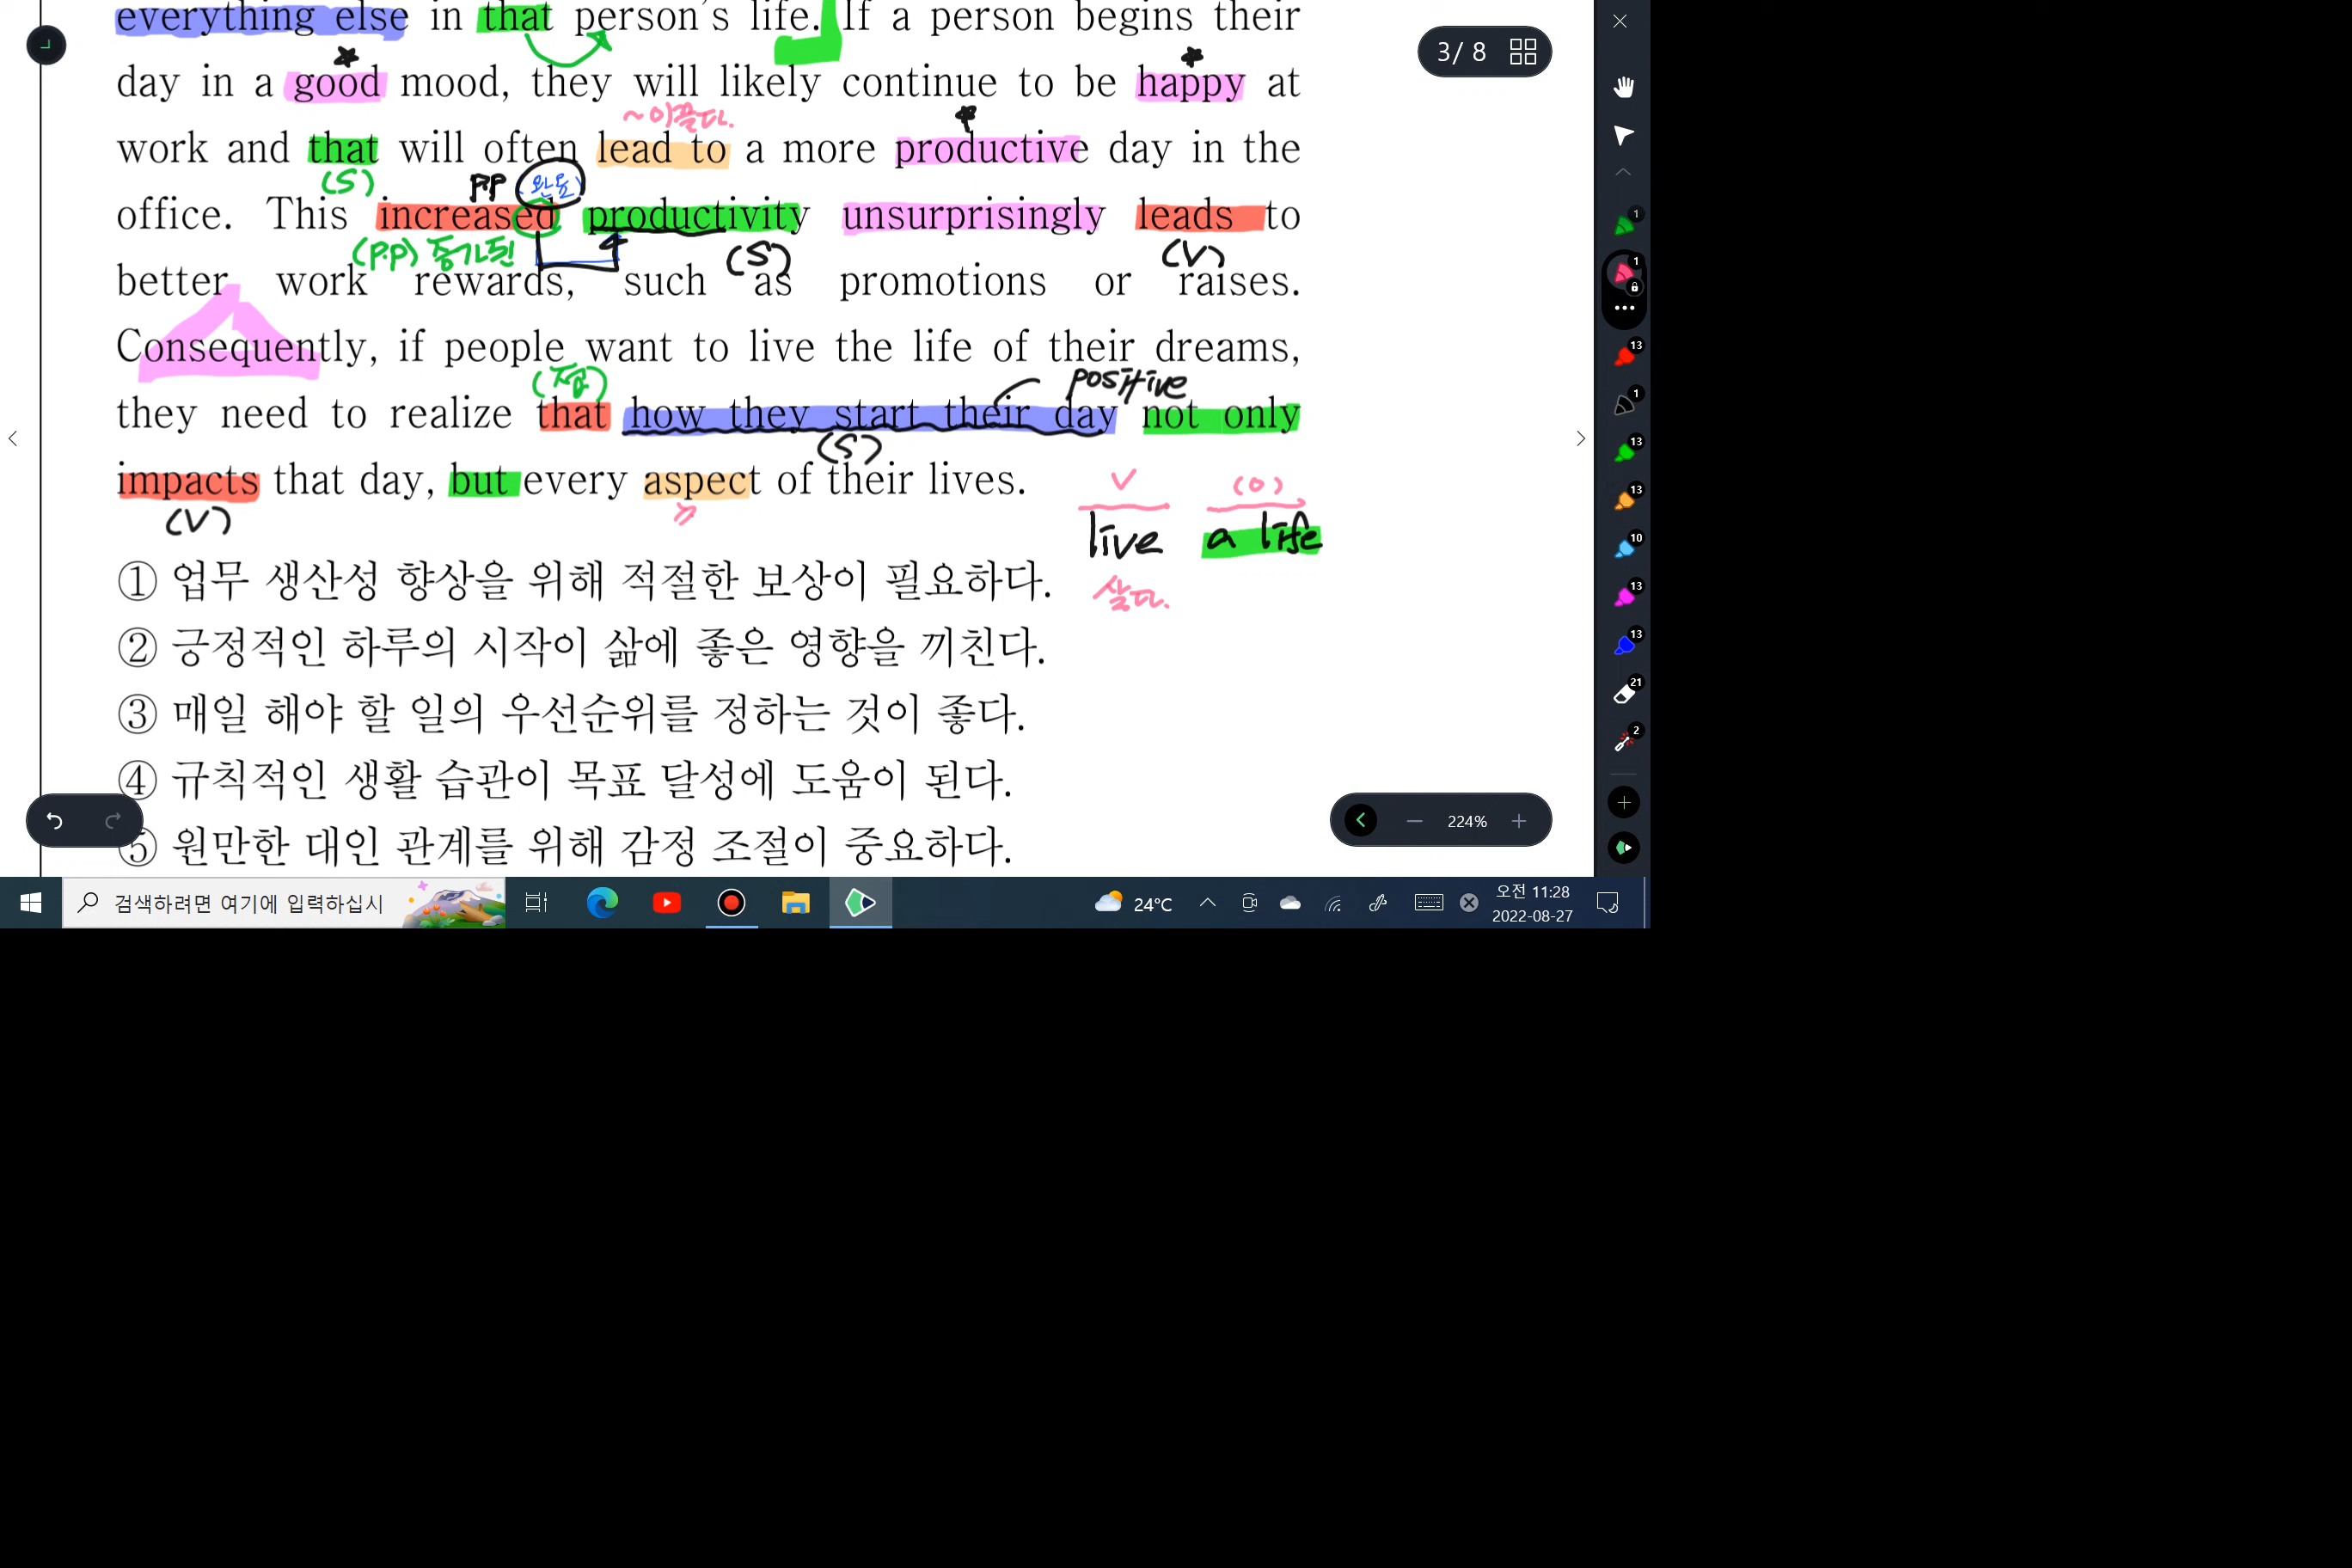 everything else in that person's life. If a person begins their
3/ 8
day in a good mood, they will likely continue to be happy at
~이끌다.
work and that will often lead to a more productive day in the
(S)
PP
office. This increased productivity unsurprisingly leads to
(P.P) 증가된
(S)
(V)
better work rewards, such as promotions or raises.
Consequently, if people want to live the life of their dreams,
(접)
positive
they need to realize that how they start their day not only
(S)
impacts that day, but every aspect of their lives.
(V)
V
(O)
live a life
살다.
① 업무 생산성 향상을 위해 적절한 보상이 필요하다.
② 긍정적인 하루의 시작이 삶에 좋은 영향을 끼친다.
③ 매일 해야 할 일의 우선순위를 정하는 것이 좋다.
④ 규칙적인 생활 습관이 목표 달성에 도움이 된다.
⑤ 원만한 대인 관계를 위해 감정 조절이 중요하다.
1
1
13
1
13
13
10
13
13
21
2
224%
검색하려면 여기에 입력하십시
24°C
오전 11:28
2022-08-27